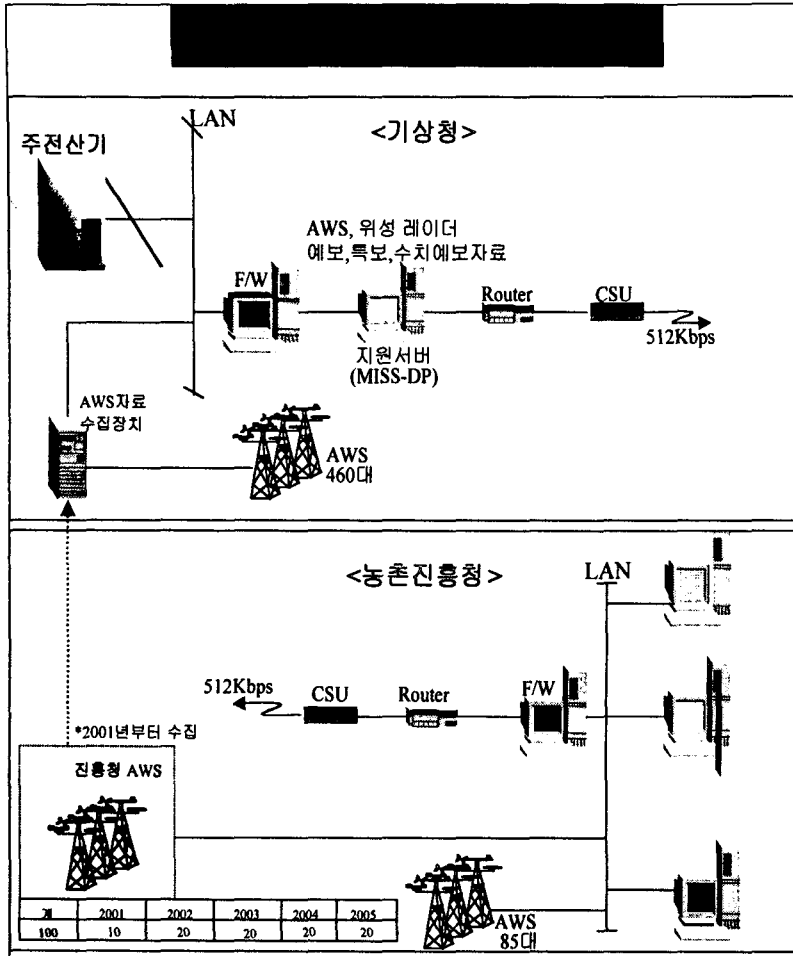 LAN
<기상청>
주전산기
AWS, 위성 레이더
예보,특보,수치예보자료
F/W
Router
CSU
512Kbps
지원서버
(MISS-DP)
AWS자료
수집장치
AWS
460대
<농촌진흥청>
LAN
512Kbps
CSU
Router
F/W
*2001년부터 수집
진흥청 AWS
계 2001 2002 2003 2004 2005
100 10 20 20 20 20
AWS
85대